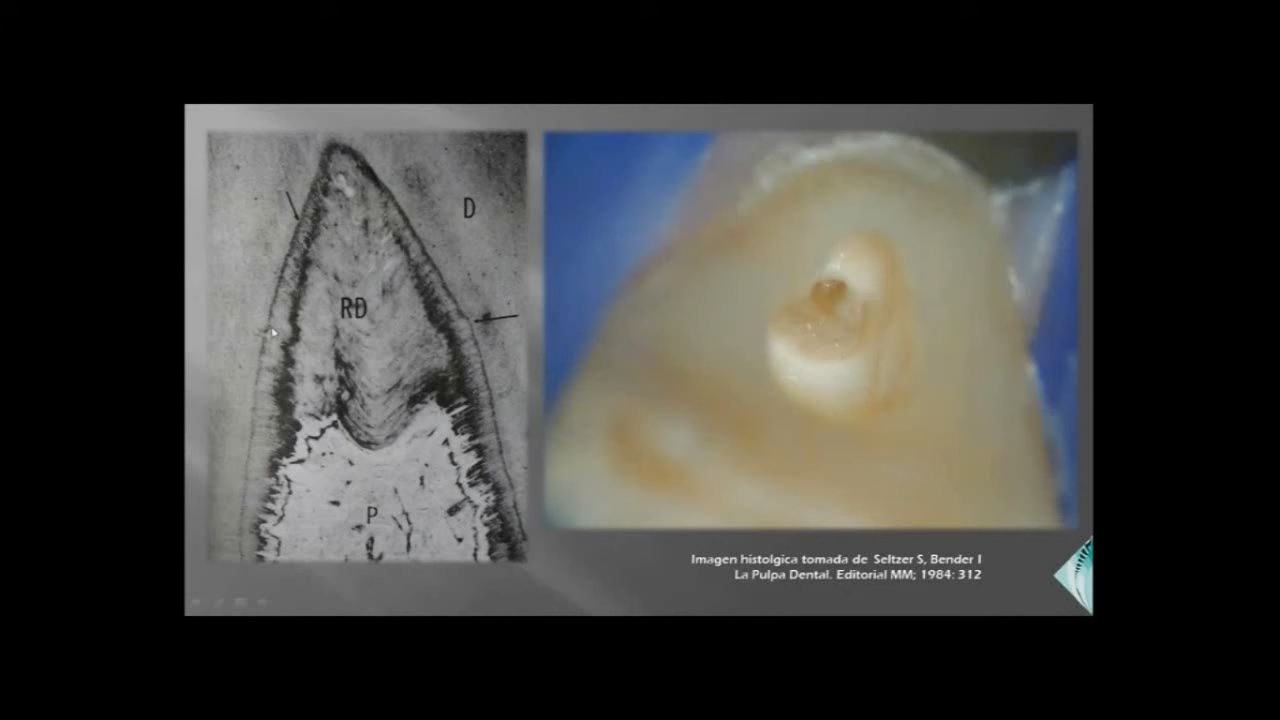 D
RD
P
Imagen histolgica tomada de Seltzer S, Bender I
La Pulpa Dental. Editorial MM; 1984: 312